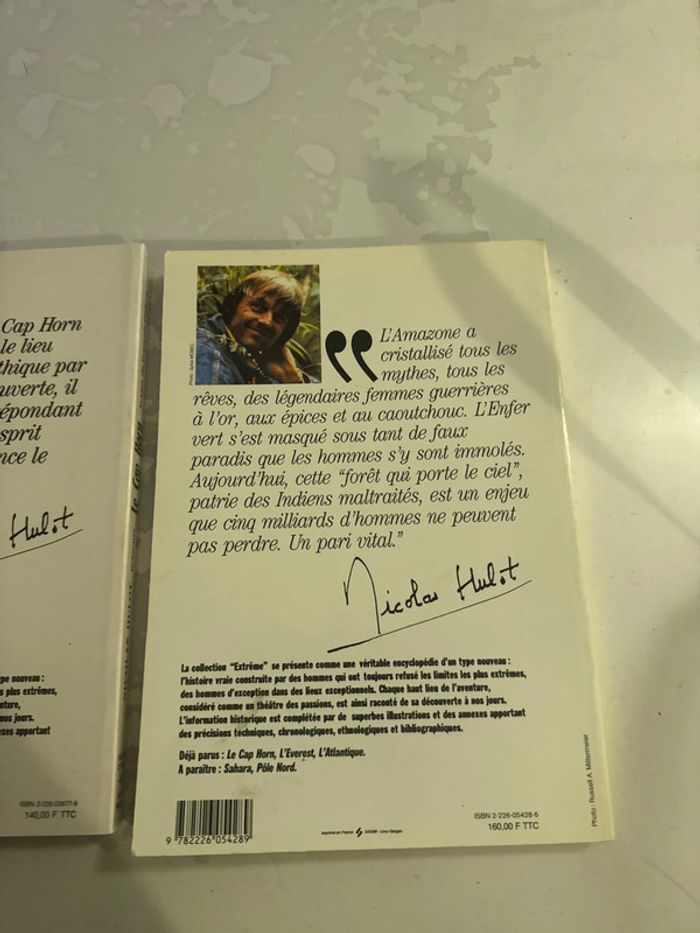 Cap Horn
le lieu
thique par
uverte, il
épondant
sprit
nce le
Hulot
pe nouveau :
s plus extrêmes,
nos jours.
exes apportant
140,00 F TTC
Le Cap Horn
“L'Amazone a
cristallisé tous les
mythes, tous les
rêves, des légendaires femmes guerrières
à l'or, aux épices et au caoutchouc. L'Enfer
vert s'est masqué sous tant de faux
paradis que les hommes s'y sont immolés.
Aujourd'hui, cette “forêt qui porte le ciel”,
patrie des Indiens maltraités, est un enjeu
que cinq milliards d'hommes ne peuvent
pas perdre. Un pari vital.”
Nicolas Hulot
La collection “Extrême” se présente comme une véritable encyclopédie d'un type nouveau :
l'histoire vraie construite par des hommes qui ont toujours refusé les limites les plus extrêmes,
des hommes d'exception dans des lieux exceptionnels. Chaque haut lieu de l'aventure,
considéré comme un théâtre des passions, est ainsi raconté de sa découverte à nos jours.
L'information historique est complétée par de superbes illustrations et des annexes apportant
des précisions techniques, chronologiques, ethnologiques et bibliographiques.
Déjà parus : Le Cap Horn, L'Everest, L'Atlantique.
A paraître : Sahara, Pôle Nord.
9 782226 054289
Imprimé en France
ISBN 2-226-05428-6
160,00 F TTC
Photo : Russell A. Mittermeier